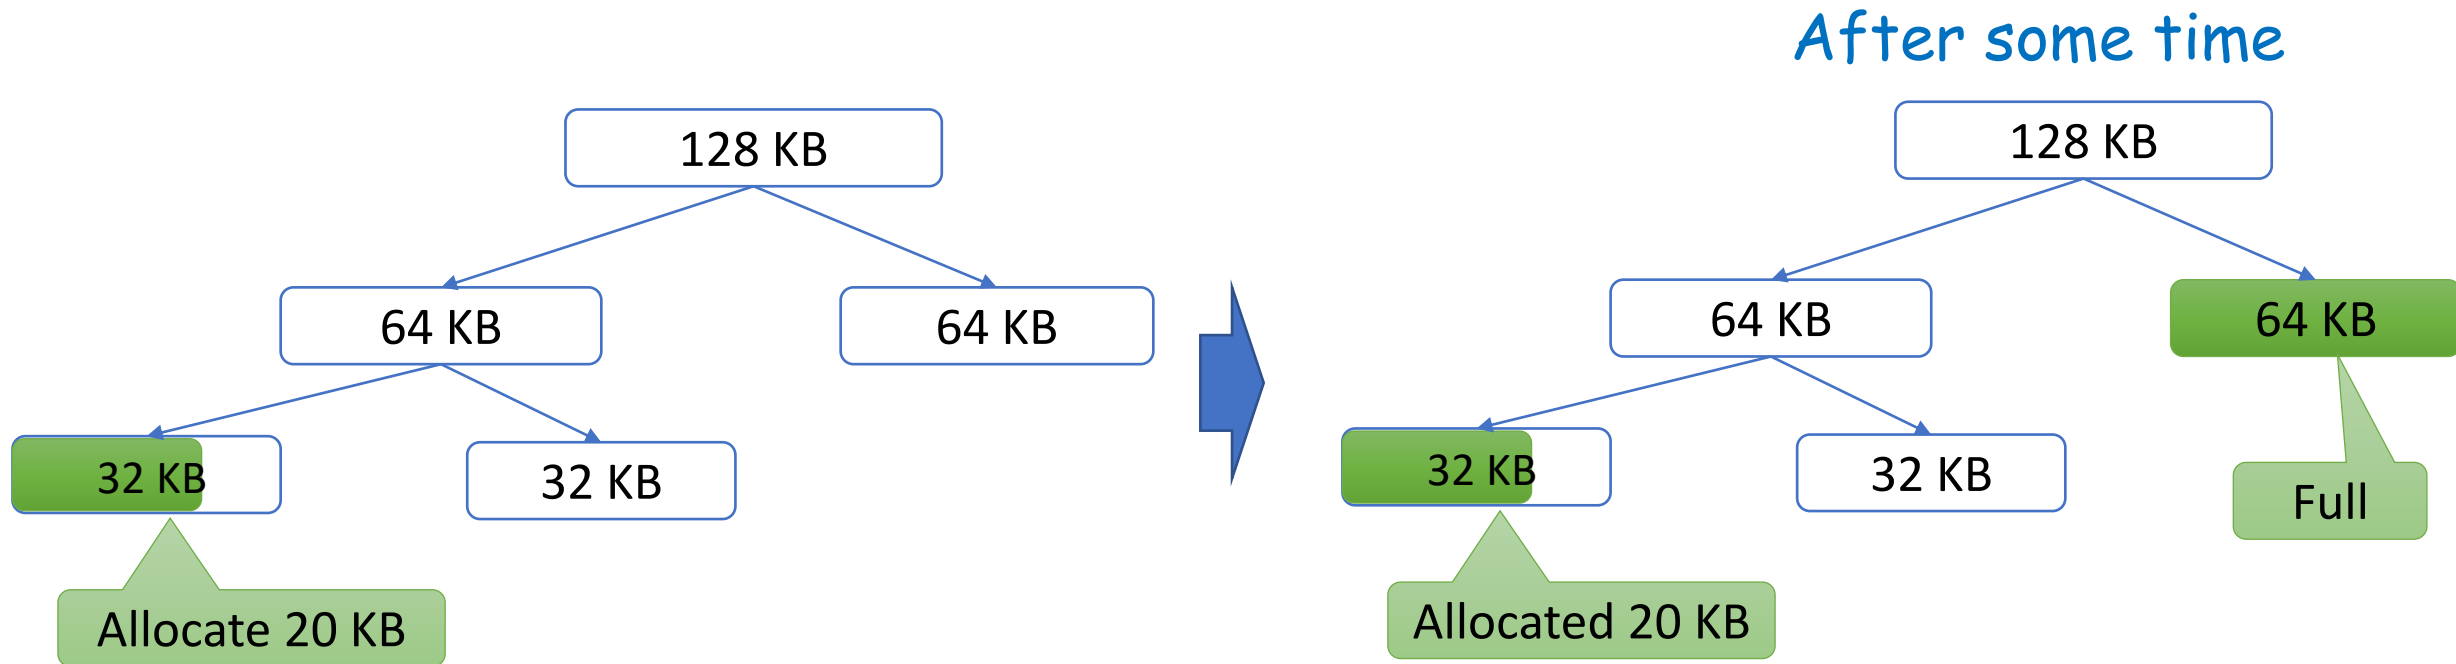 After some time
128 KB
64 KB
64 KB
32 KB
32 KB
Allocate 20 KB
128 KB
64 KB
64 KB
32 KB
32 KB
Full
Allocated 20 KB